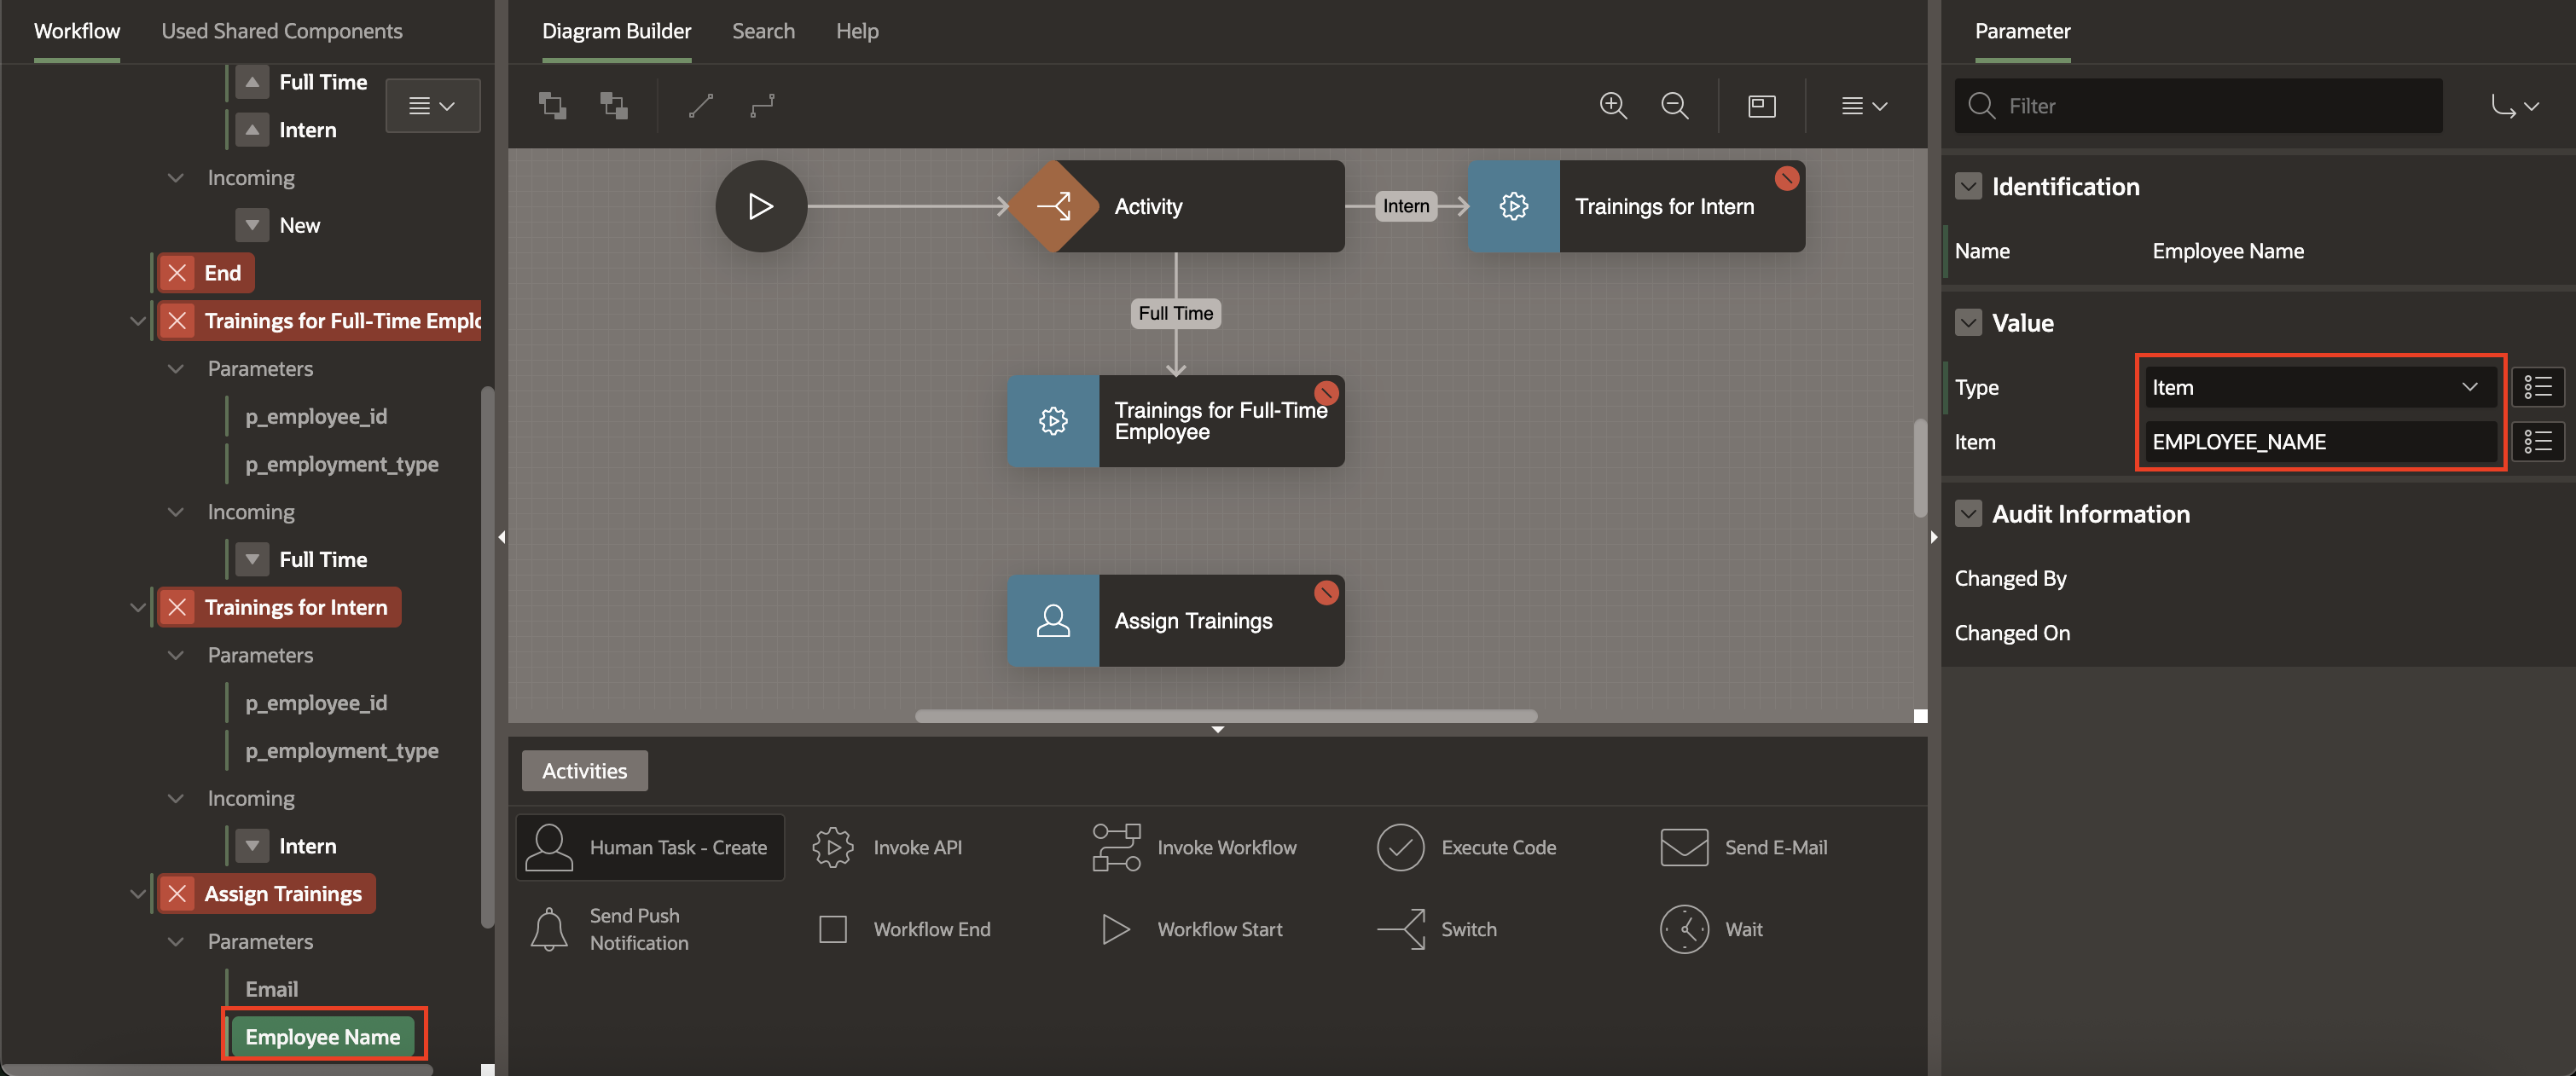 Workflow
Used Shared Components
Full Time
Intern
Incoming
New
End
Trainings for Full-Time Emplo
Parameters
p_employee_id
p_employment_type
Incoming
Full Time
Trainings for Intern
Parameters
p_employee_id
p_employment_type
Incoming
Intern
Assign Trainings
Parameters
Email
Employee Name
Diagram Builder
Search
Help
Activity
Intern
Trainings for Intern
Full Time
Trainings for Full-Time
Employee
Assign Trainings
Activities
Human Task - Create
Invoke API
Invoke Workflow
Execute Code
Send E-Mail
Send Push
Notification
Workflow End
Workflow Start
Switch
Wait
Parameter
Filter
Identification
Name
Employee Name
Value
Type
Item
Item
EMPLOYEE_NAME
Audit Information
Changed By
Changed On